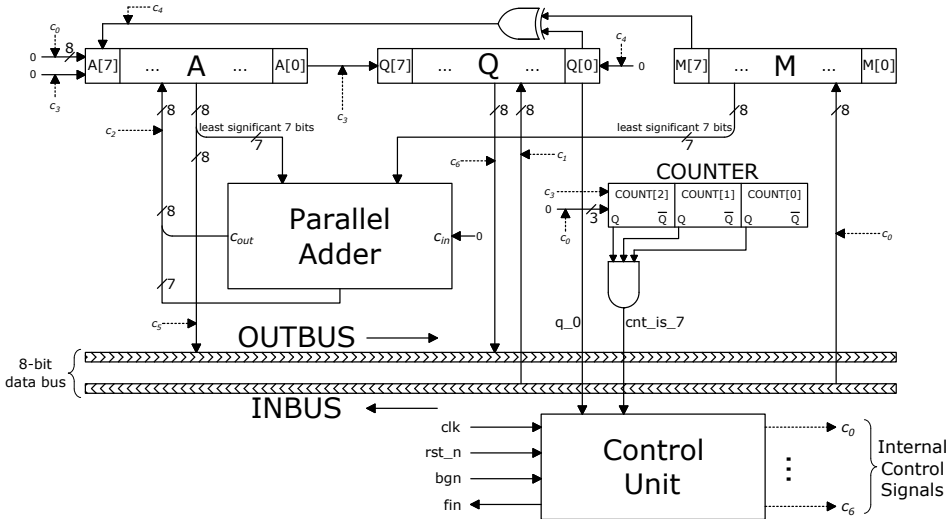 c4
c0
0
8
A[7]
...
A
...
A[0]
Q[7]
...
Q
...
Q[0]
c4
0
M[7]
...
M
...
M[0]
0
c3
c3
8
8
8
8
8
c2
least significant 7 bits
7
least significant 7 bits
7
8
c6
c1
COUNTER
c3
COUNT[2]
COUNT[1]
COUNT[0]
0
3
c0
Q
Q
Q
Q
Q
Q
c0
8
cout
Parallel
Adder
cin
0
7
c5
OUTBUS
q_0
cnt_is_7
8-bit
data bus
INBUS
clk
rst_n
bgn
fin
Control
Unit
c0
...
c6
Internal
Control
Signals